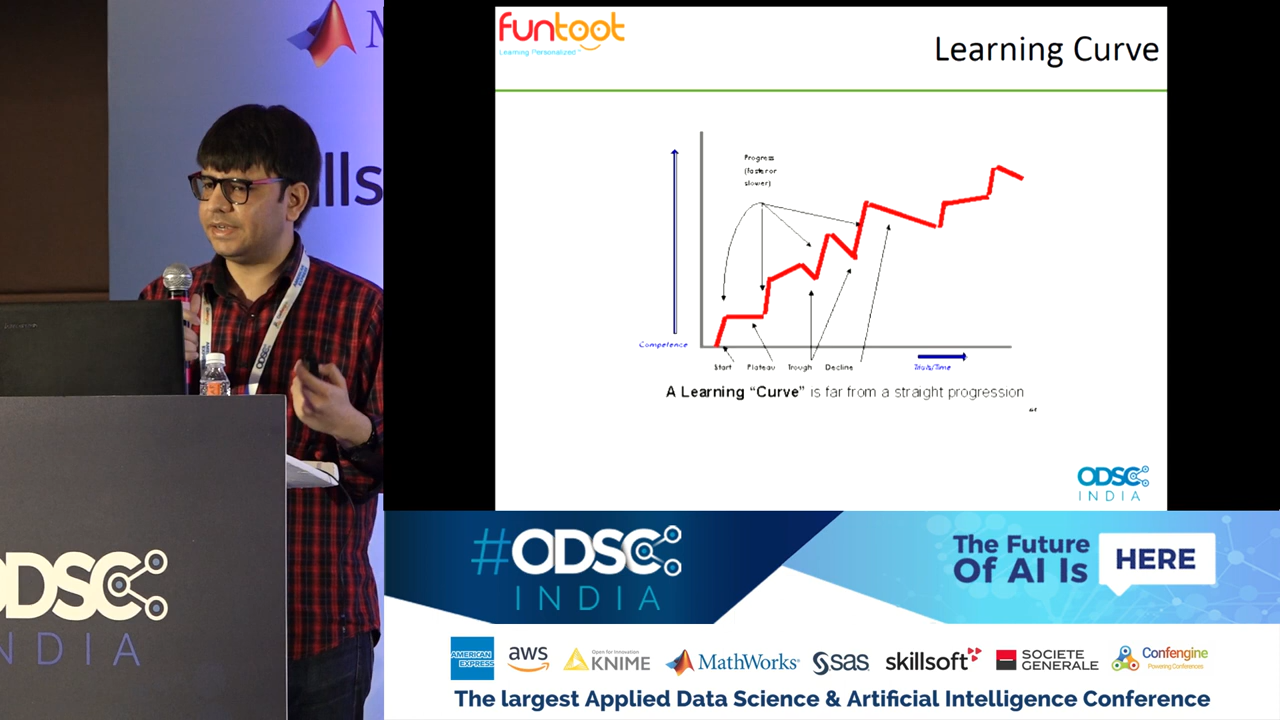 M
lls
ODSC
ODSC
NDIA
funtoot
Learning Personalized
Learning Curve
Progress
(faster or
slower)
Competence
Start Plateau Trough Decline Trials/Time
A Learning “Curve” is far from a straight progression
ODSC
INDIA
#ODSC
INDIA
The Future
Of AI Is HERE
AMERICAN
EXPRESS
aws
Open for Innovation
KNIME
MathWorks®
sas
skillsoft
SOCIETE
GENERALE
Confengine
Powering Conferences
The largest Applied Data Science & Artificial Intelligence Conference